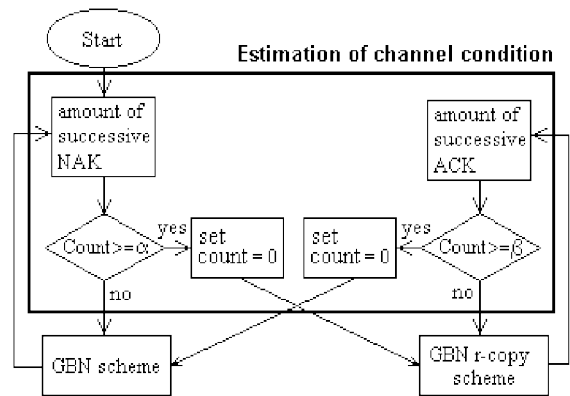 Start
Estimation of channel condition
amount of
successive
NAK
amount of
successive
ACK
Count>=α
yes
set
count = 0
set
count = 0
yes
Count>=β
no
no
GBN scheme
GBN r-copy
scheme